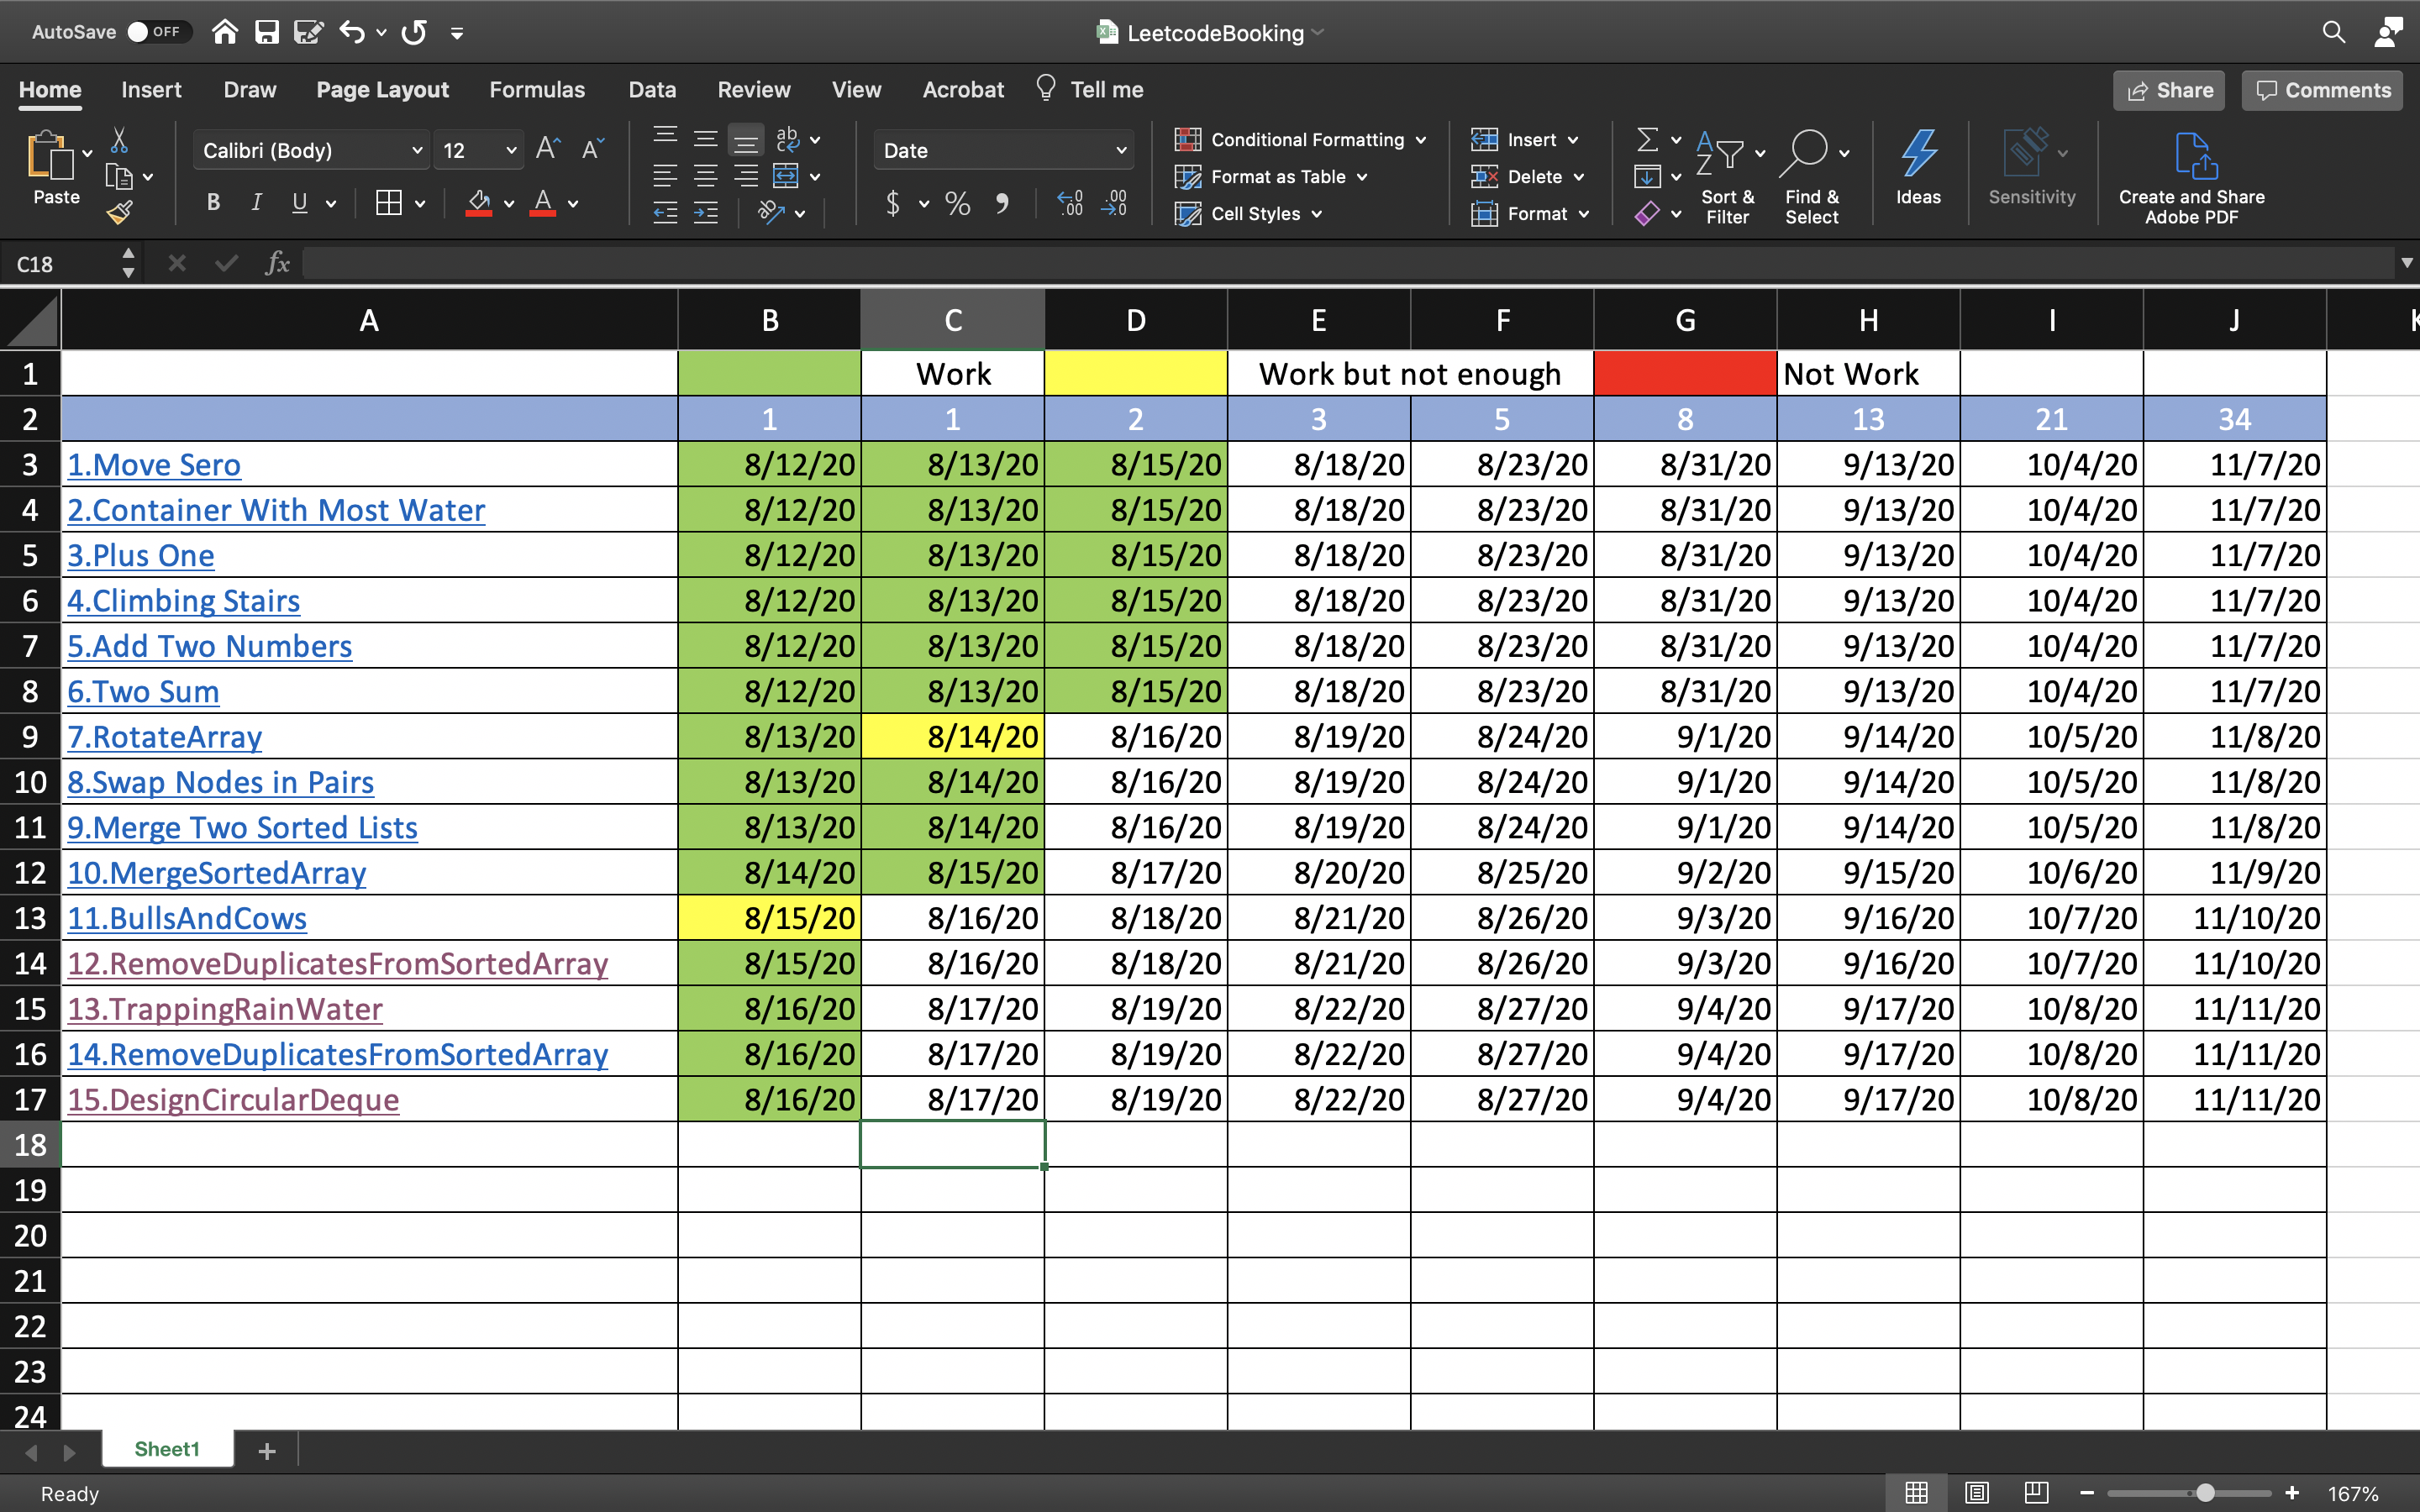 AutoSave OFF LeetcodeBooking
Home Insert Draw Page Layout Formulas Data Review View Acrobat Tell me Share Comments
Paste Calibri (Body) 12 A A ab Date Conditional Formatting Insert
Format as Table Delete
B I U A $ % .0 .00 .00 .0 Cell Styles Format
A Z Sort & Filter Find & Select Ideas Sensitivity Create and Share Adobe PDF
C18 fx
A B C D E F G H I J
1 Work Work but not enough Not Work
2 1 1 2 3 5 8 13 21 34
3 1.Move Sero 8/12/20 8/13/20 8/15/20 8/18/20 8/23/20 8/31/20 9/13/20 10/4/20 11/7/20
4 2.Container With Most Water 8/12/20 8/13/20 8/15/20 8/18/20 8/23/20 8/31/20 9/13/20 10/4/20 11/7/20
5 3.Plus One 8/12/20 8/13/20 8/15/20 8/18/20 8/23/20 8/31/20 9/13/20 10/4/20 11/7/20
6 4.Climbing Stairs 8/12/20 8/13/20 8/15/20 8/18/20 8/23/20 8/31/20 9/13/20 10/4/20 11/7/20
7 5.Add Two Numbers 8/12/20 8/13/20 8/15/20 8/18/20 8/23/20 8/31/20 9/13/20 10/4/20 11/7/20
8 6.Two Sum 8/12/20 8/13/20 8/15/20 8/18/20 8/23/20 8/31/20 9/13/20 10/4/20 11/7/20
9 7.RotateArray 8/13/20 8/14/20 8/16/20 8/19/20 8/24/20 9/1/20 9/14/20 10/5/20 11/8/20
10 8.Swap Nodes in Pairs 8/13/20 8/14/20 8/16/20 8/19/20 8/24/20 9/1/20 9/14/20 10/5/20 11/8/20
11 9.Merge Two Sorted Lists 8/13/20 8/14/20 8/16/20 8/19/20 8/24/20 9/1/20 9/14/20 10/5/20 11/8/20
12 10.MergeSortedArray 8/14/20 8/15/20 8/17/20 8/20/20 8/25/20 9/2/20 9/15/20 10/6/20 11/9/20
13 11.BullsAndCows 8/15/20 8/16/20 8/18/20 8/21/20 8/26/20 9/3/20 9/16/20 10/7/20 11/10/20
14 12.RemoveDuplicatesFromSortedArray 8/15/20 8/16/20 8/18/20 8/21/20 8/26/20 9/3/20 9/16/20 10/7/20 11/10/20
15 13.TrappingRainWater 8/16/20 8/17/20 8/19/20 8/22/20 8/27/20 9/4/20 9/17/20 10/8/20 11/11/20
16 14.RemoveDuplicatesFromSortedArray 8/16/20 8/17/20 8/19/20 8/22/20 8/27/20 9/4/20 9/17/20 10/8/20 11/11/20
17 15.DesignCircularDeque 8/16/20 8/17/20 8/19/20 8/22/20 8/27/20 9/4/20 9/17/20 10/8/20 11/11/20
18
19
20
21
22
23
24
Sheet1
Ready 167%